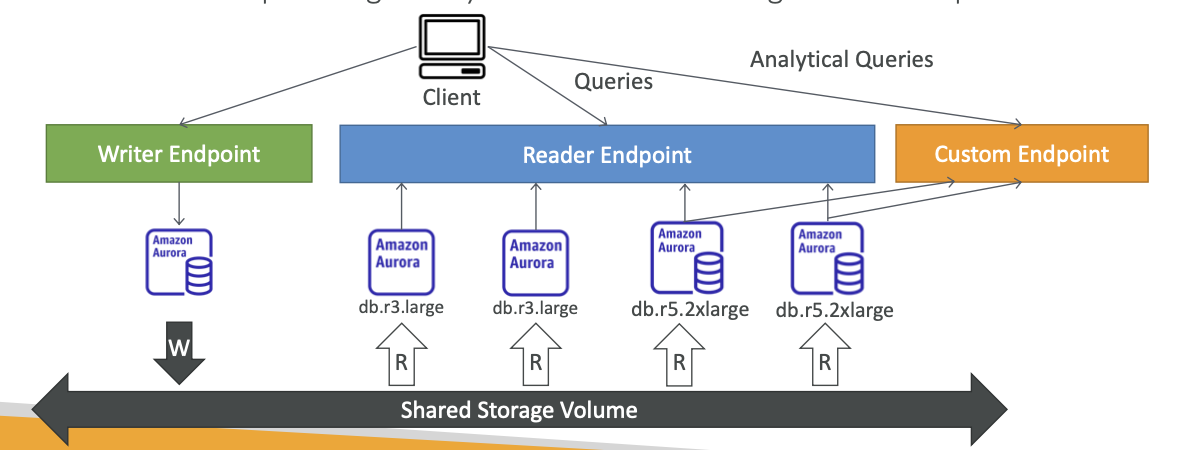 Client
Queries
Analytical Queries
Writer Endpoint
Reader Endpoint
Custom Endpoint
Amazon
Aurora
Amazon
Aurora
db.r3.large
Amazon
Aurora
db.r3.large
Amazon
Aurora
db.r5.2xlarge
Amazon
Aurora
db.r5.2xlarge
W
R
R
R
R
Shared Storage Volume